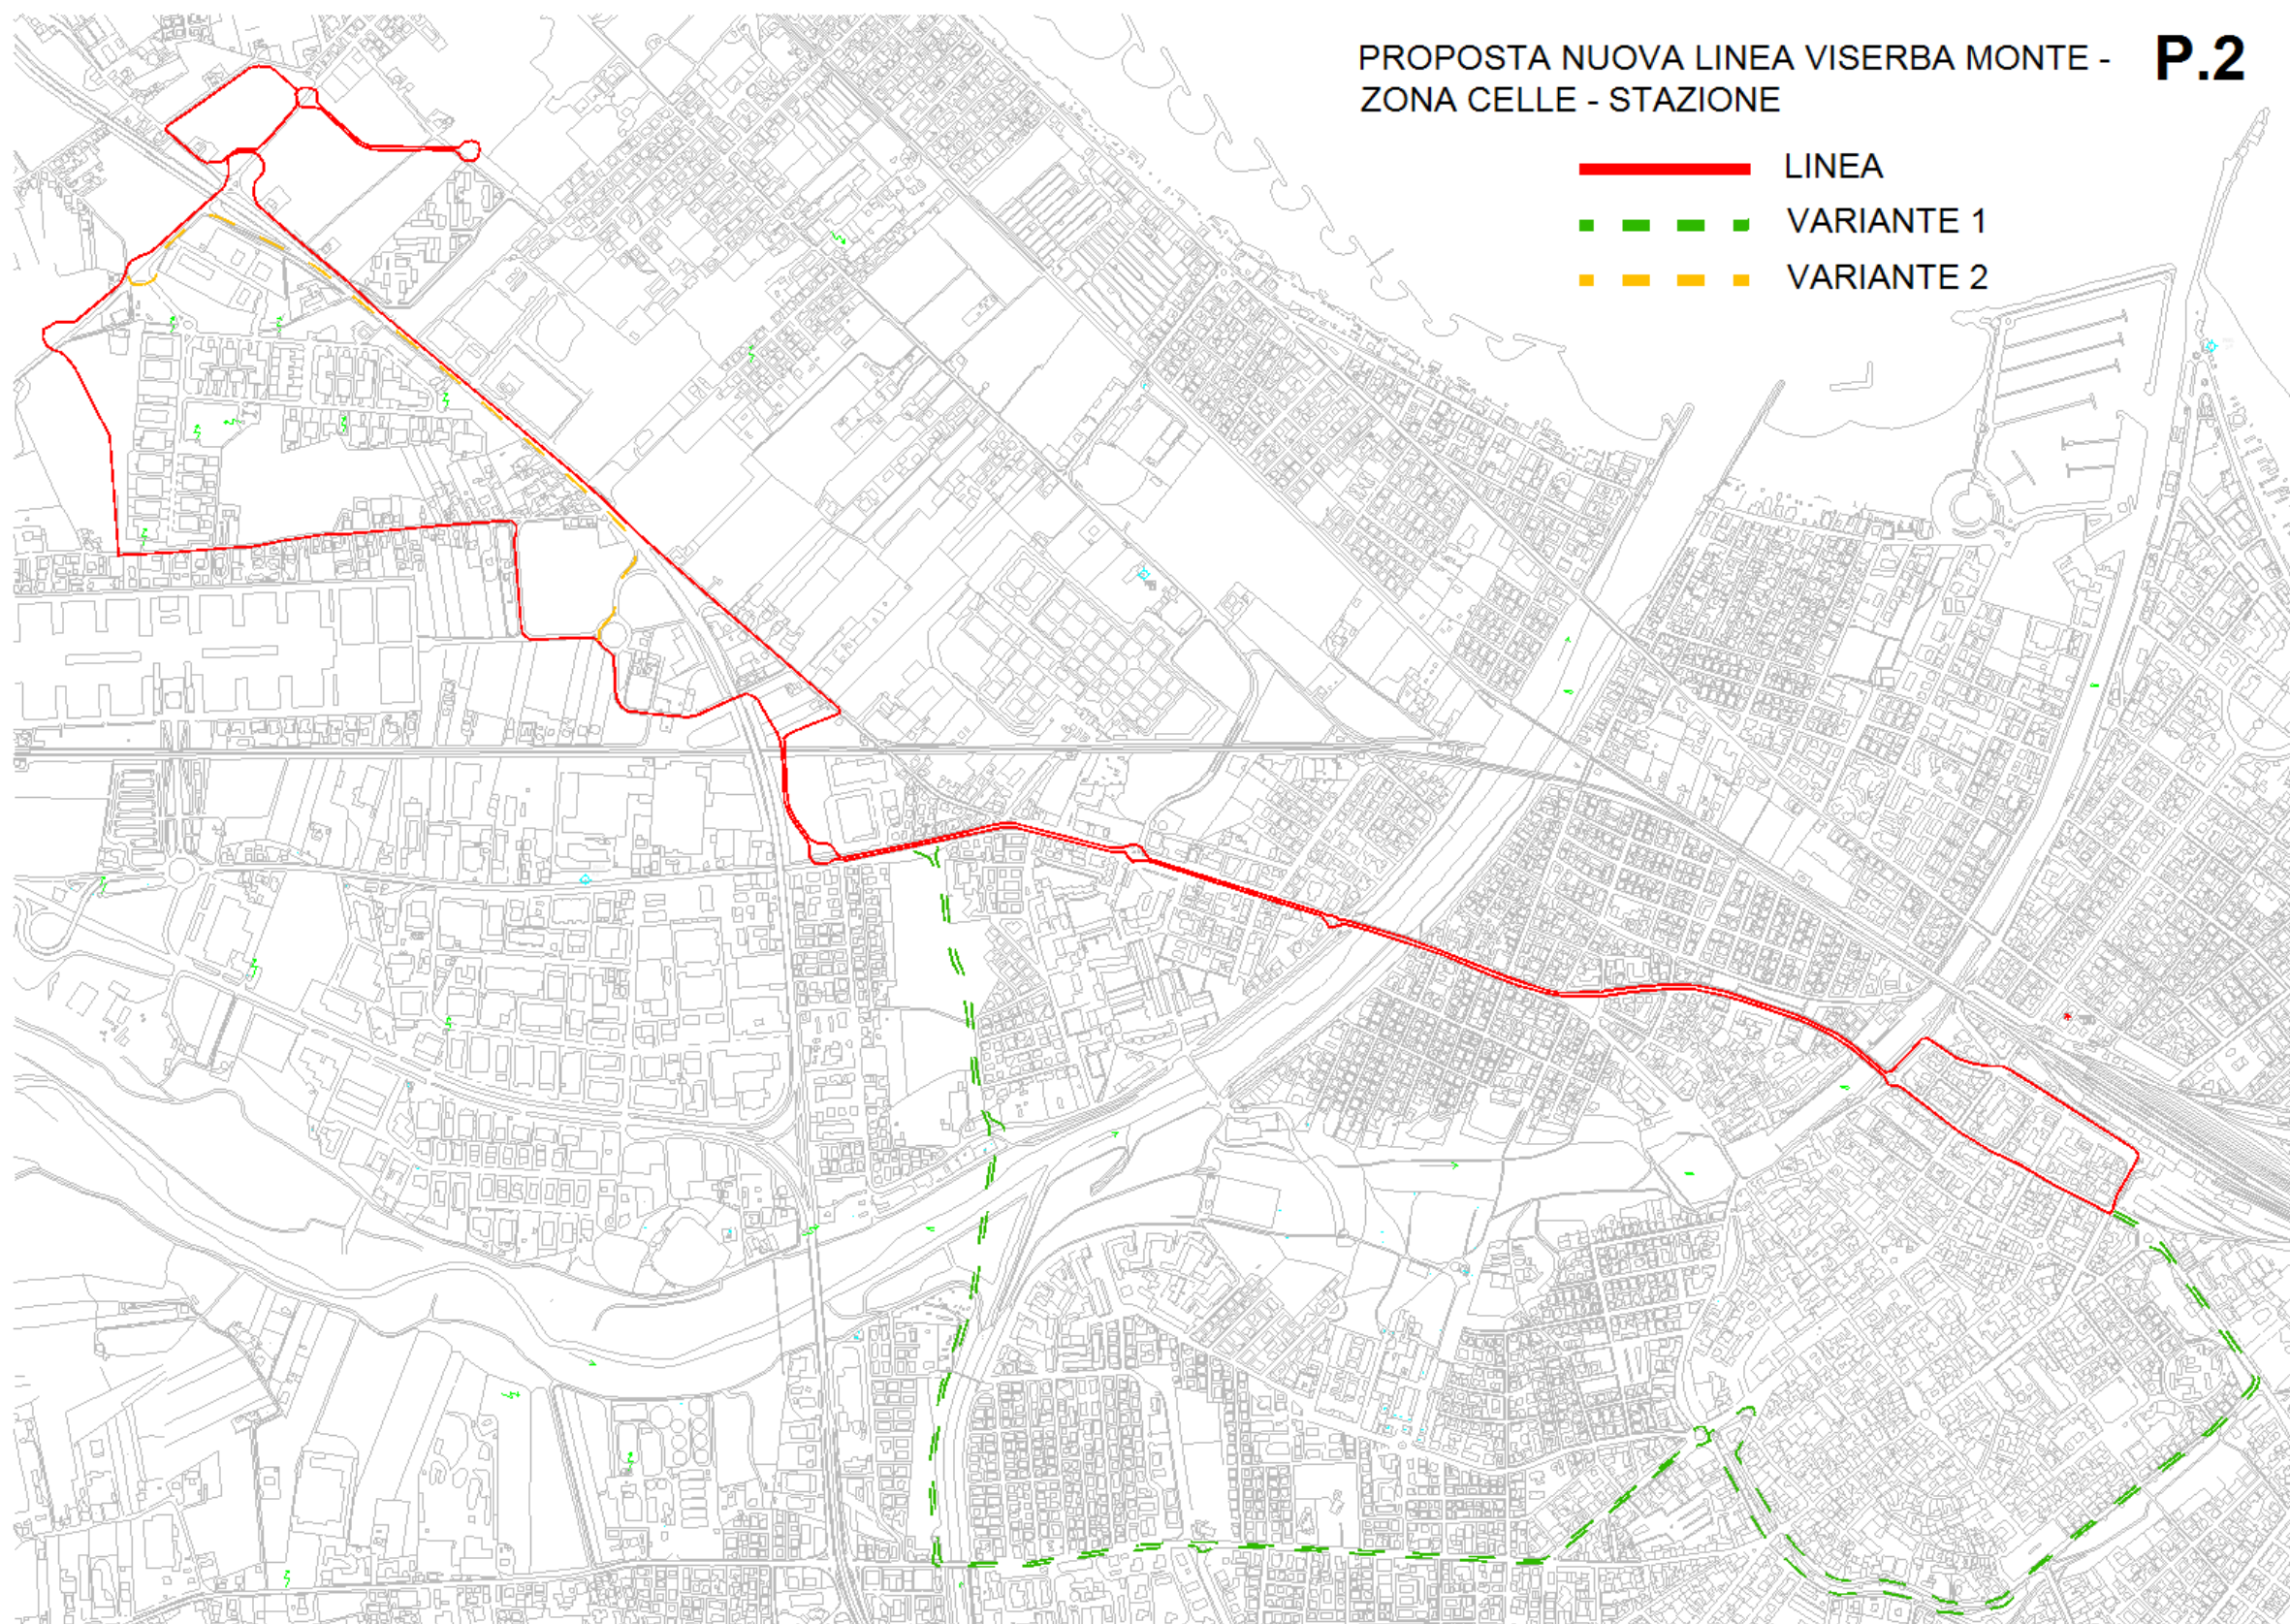 PROPOSTA NUOVA LINEA VISERBA MONTE -
ZONA CELLE - STAZIONE
P.2
LINEA
VARIANTE 1
VARIANTE 2